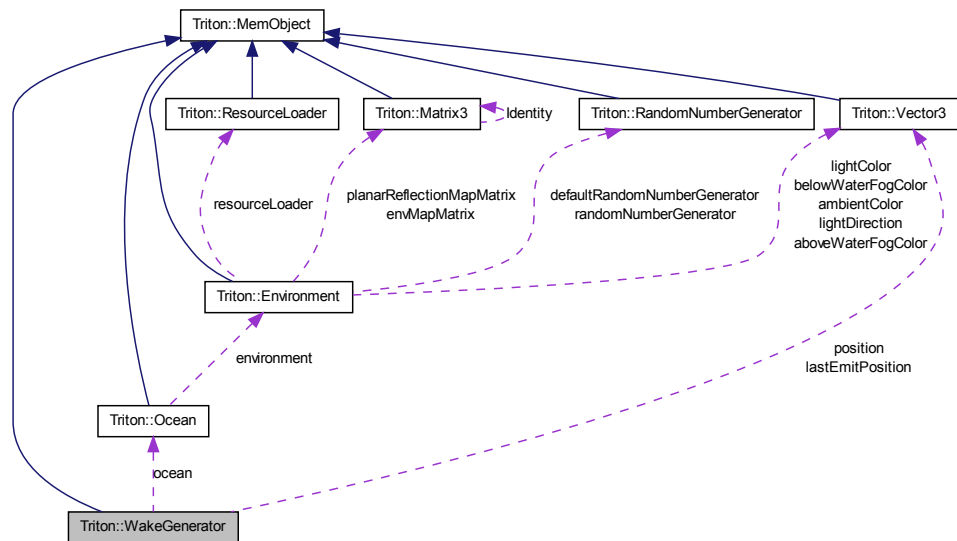 Triton::MemObject
Triton::ResourceLoader
Triton::Matrix3
Identity
Triton::RandomNumberGenerator
Triton::Vector3
resourceLoader
planarReflectionMapMatrix
envMapMatrix
defaultRandomNumberGenerator
randomNumberGenerator
lightColor
belowWaterFogColor
ambientColor
lightDirection
aboveWaterFogColor
Triton::Environment
environment
position
lastEmitPosition
Triton::Ocean
ocean
Triton::WakeGenerator